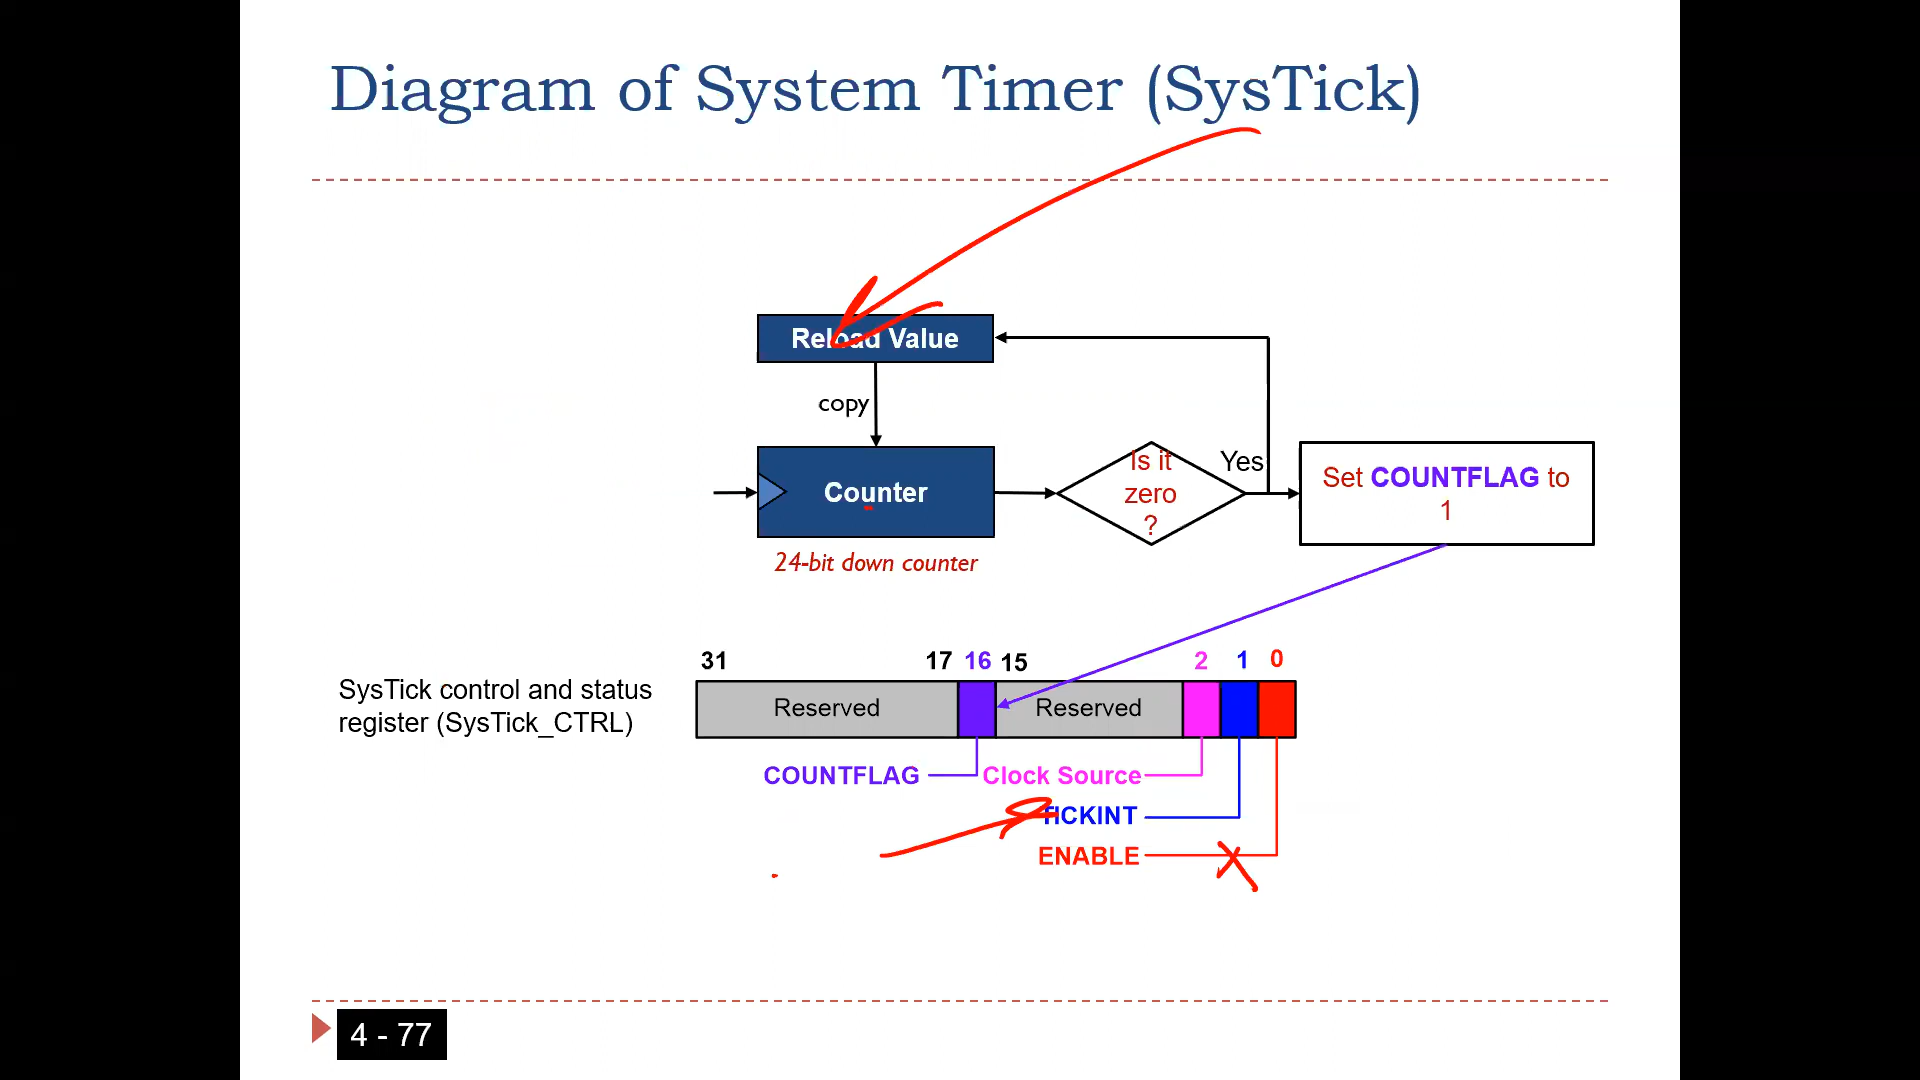 Diagram of System Timer (SysTick)
Reload Value
copy
Counter
24-bit down counter
Is it
zero
?
Yes
Set COUNTFLAG to
1
SysTick control and status
register (SysTick_CTRL)
31 17 16 15 2 1 0
Reserved Reserved
COUNTFLAG Clock Source
TICKINT
ENABLE
4 - 77